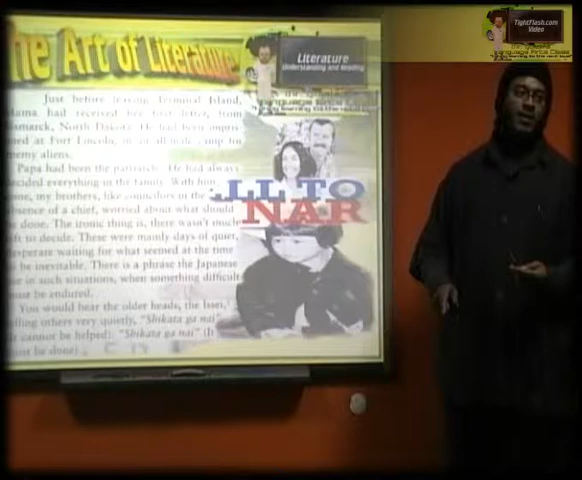 TightFlash.com
Video
Language Arts Class
The Art of Literature
Literature
Understanding and Reading
Just before leaving Terminal Island,
Mama had received her first letter, from
Bismarck, North Dakota. He had been
at Fort Lincoln, in an all-male camp for
enemy aliens.
Papa had been the patriarch. He had always
decided everything in the family. With him
my brothers, like councilors in the
absence of a chief, worried about what should
be done. The ironic thing is, there wasn't much
left to decide. These were mainly days of quiet,
desperate waiting for what seemed at the time
to be inevitable. There is a phrase the Japanese
use in such situations, when something difficult
must be endured.
You would hear the older heads, the Issei,
telling others very quietly, "Shikata ga nai"
(It cannot be helped). "Shikata ga nai" (It
must be done).
LL TO
NAR